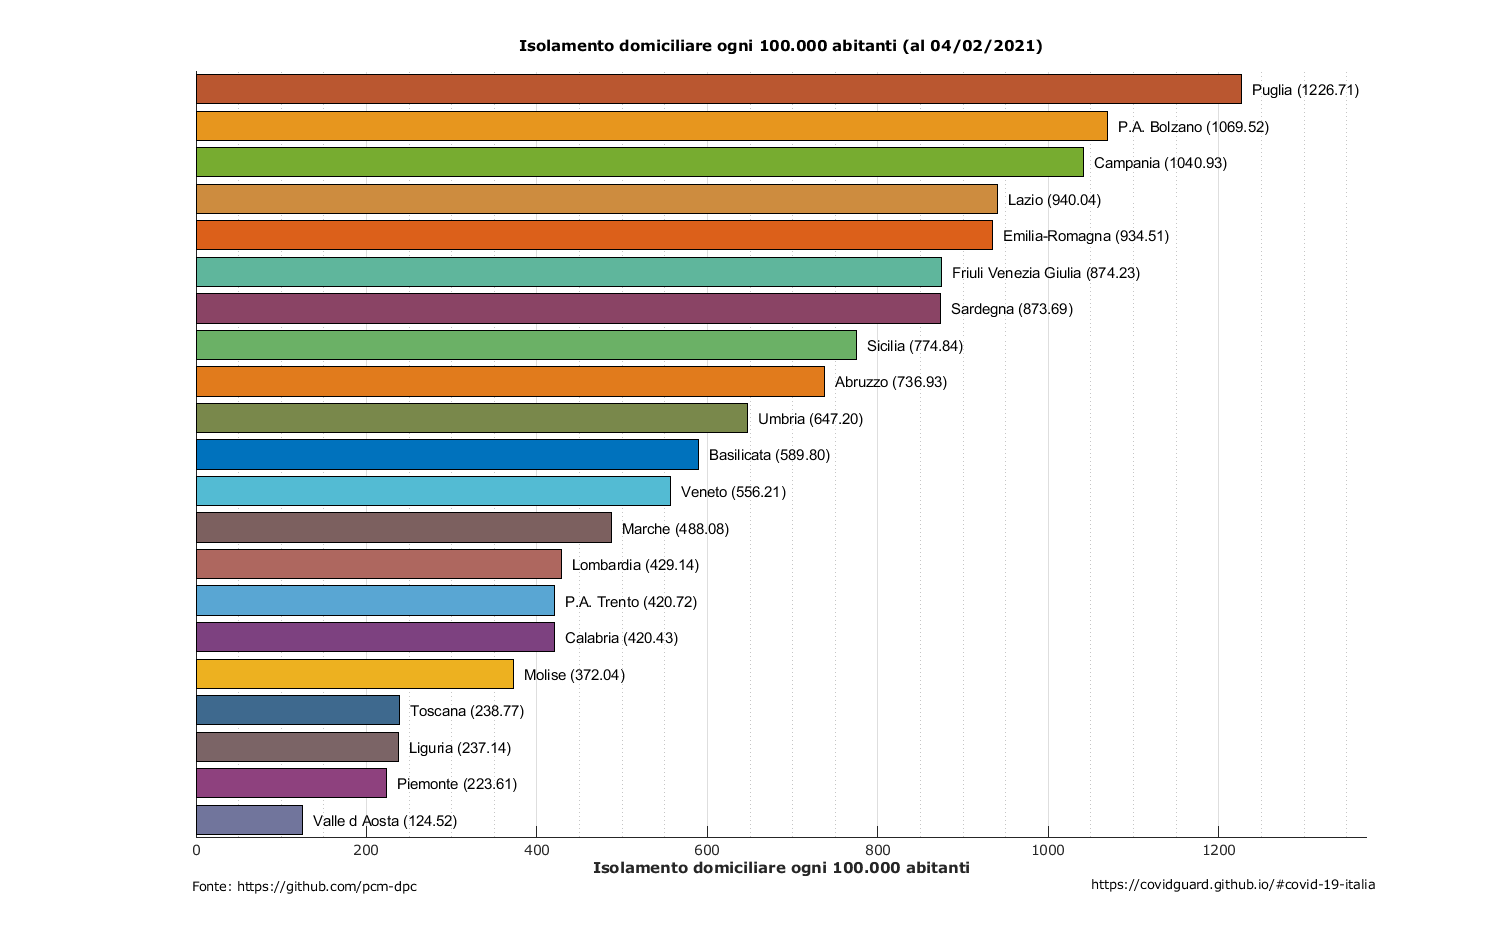 Isolamento domiciliare ogni 100.000 abitanti (al 04/02/2021)
Puglia (1226.71)
P.A. Bolzano (1069.52)
Campania (1040.93)
Lazio (940.04)
Emilia-Romagna (934.51)
Friuli Venezia Giulia (874.23)
Sardegna (873.69)
Sicilia (774.84)
Abruzzo (736.93)
Umbria (647.20)
Basilicata (589.80)
Veneto (556.21)
Marche (488.08)
Lombardia (429.14)
P.A. Trento (420.72)
Calabria (420.43)
Molise (372.04)
Toscana (238.77)
Liguria (237.14)
Piemonte (223.61)
Valle d Aosta (124.52)
0 200 400 600 800 1000 1200
Isolamento domiciliare ogni 100.000 abitanti
Fonte: https://github.com/pcm-dpc
https://covidguard.github.io/#covid-19-italia